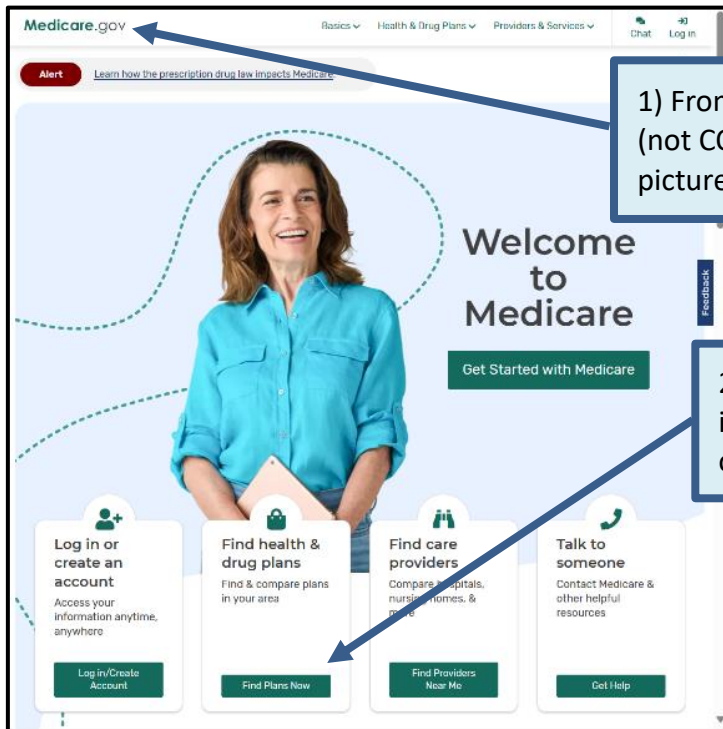 Medicare.gov
Basics
Health & Drug Plans
Providers & Services
Chat
Log in
Alert
Learn how the prescription drug law impacts Medicare
1)
(not
picture
Welcome
to
Medicare
Feedback
Get Started with Medicare
2
i
Log in or
create an
account
Access your
information anytime,
anywhere
Log in/Create
Account
Find health &
drug plans
Find & compare plans
in your area
Find Plans Now
Find care
providers
Compare hospitals,
nursing homes, &
more
Find Providers
Near Me
Talk to
someone
Contact Medicare &
other helpful
resources
Get Help